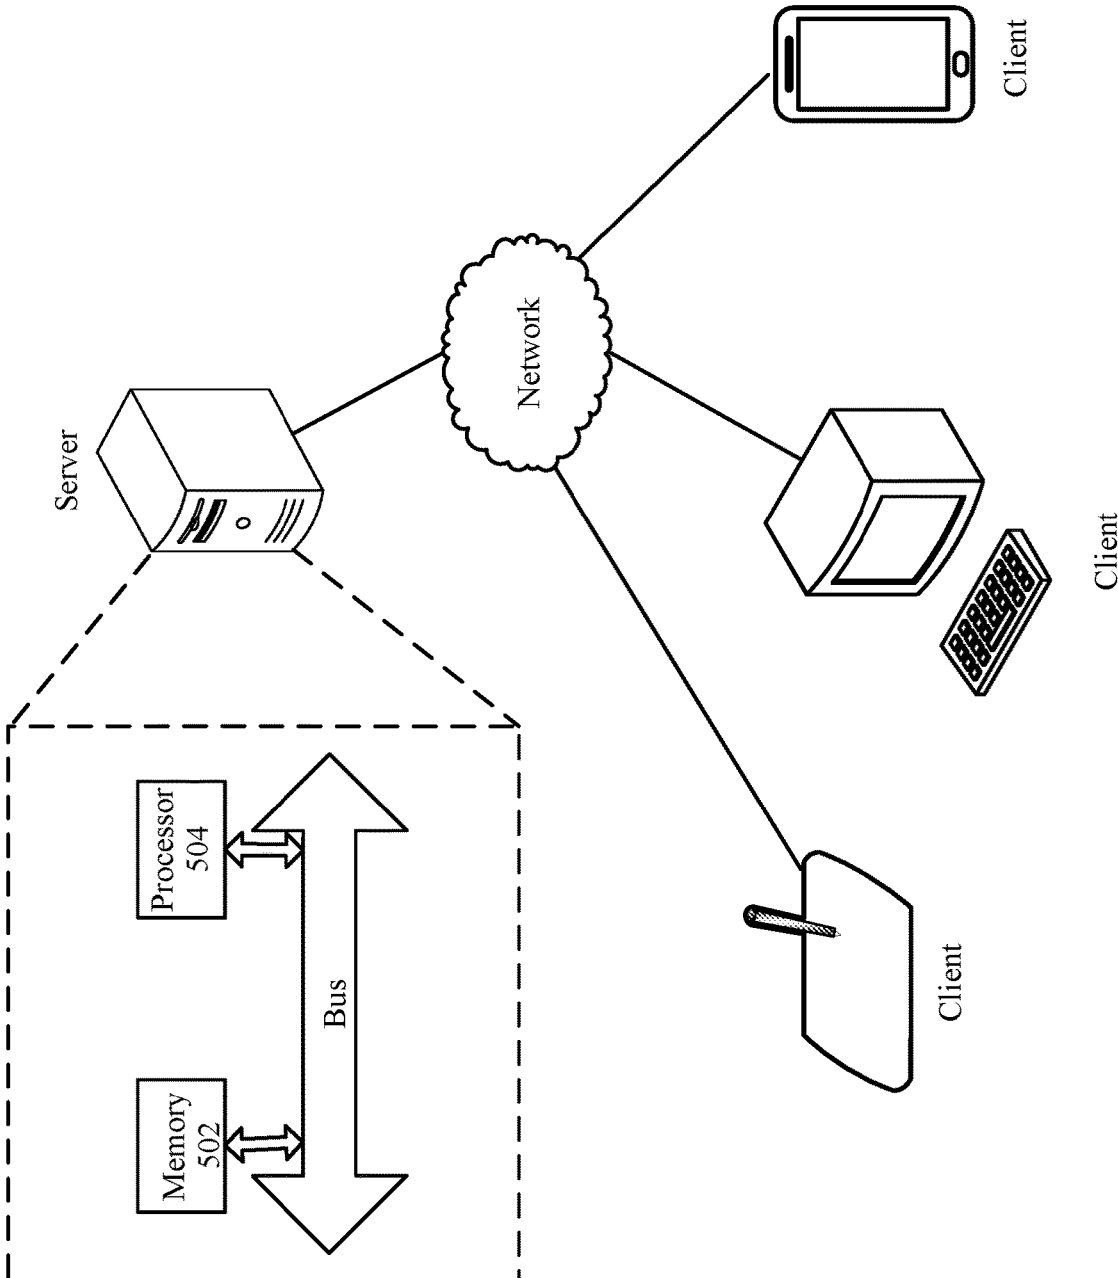 Memory
502
Processor
504
Bus
Server
Network
Client
Client
Client